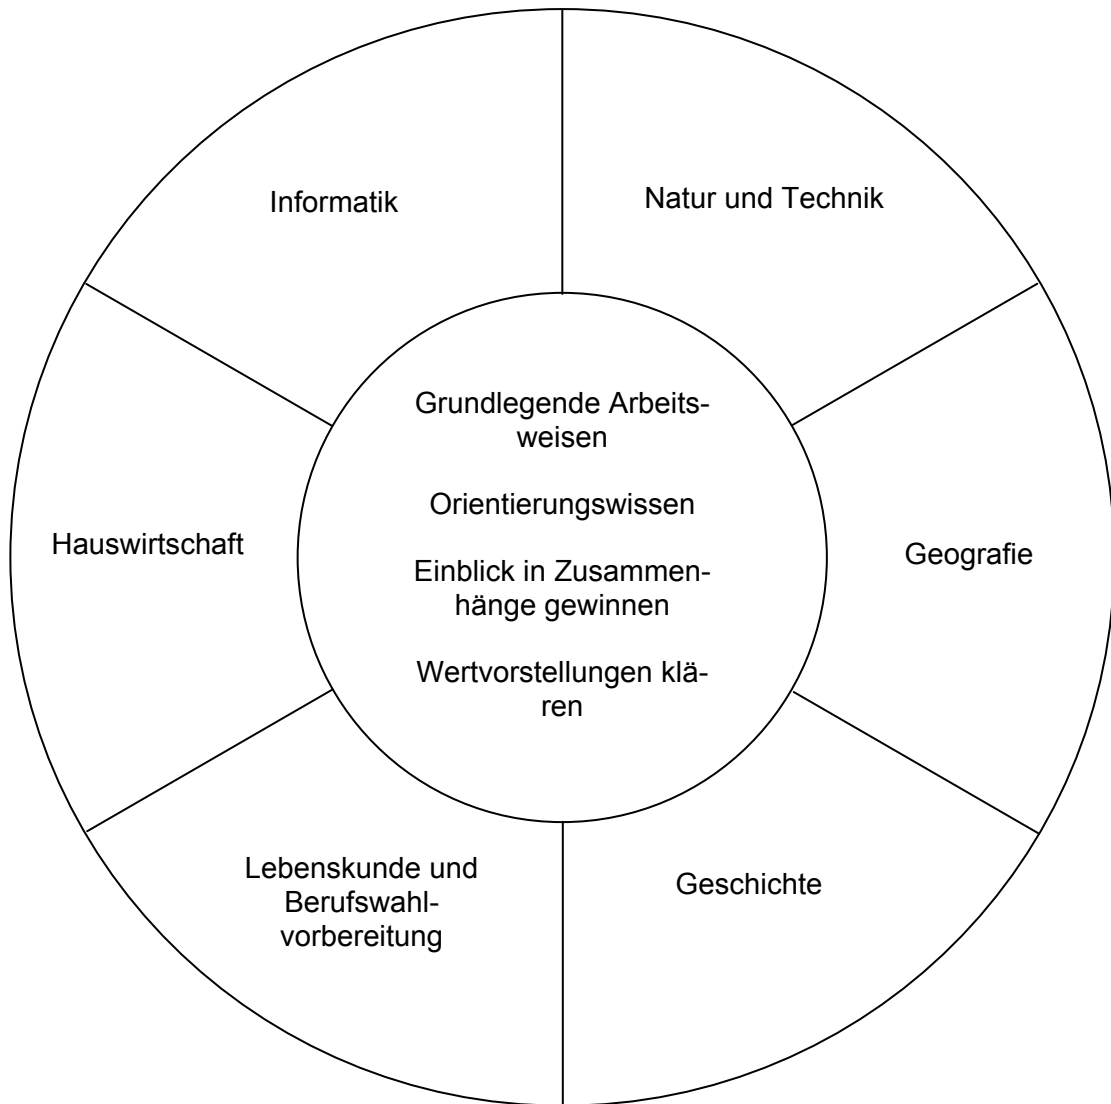 Informatik
Natur und Technik
Grundlegende Arbeits-
weisen
Orientierungswissen
Einblick in Zusammen-
hänge gewinnen
Wertvorstellungen klä-
ren
Hauswirtschaft
Geografie
Lebenskunde und
Berufswahl-
vorbereitung
Geschichte